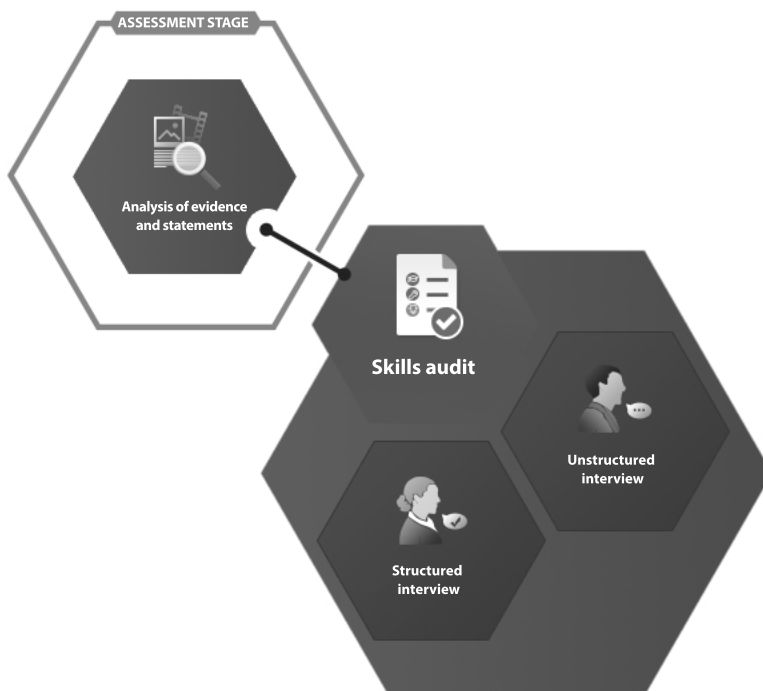 ASSESSMENT STAGE
Analysis of evidence
and statements
Skills audit
Unstructured
interview
Structured
interview